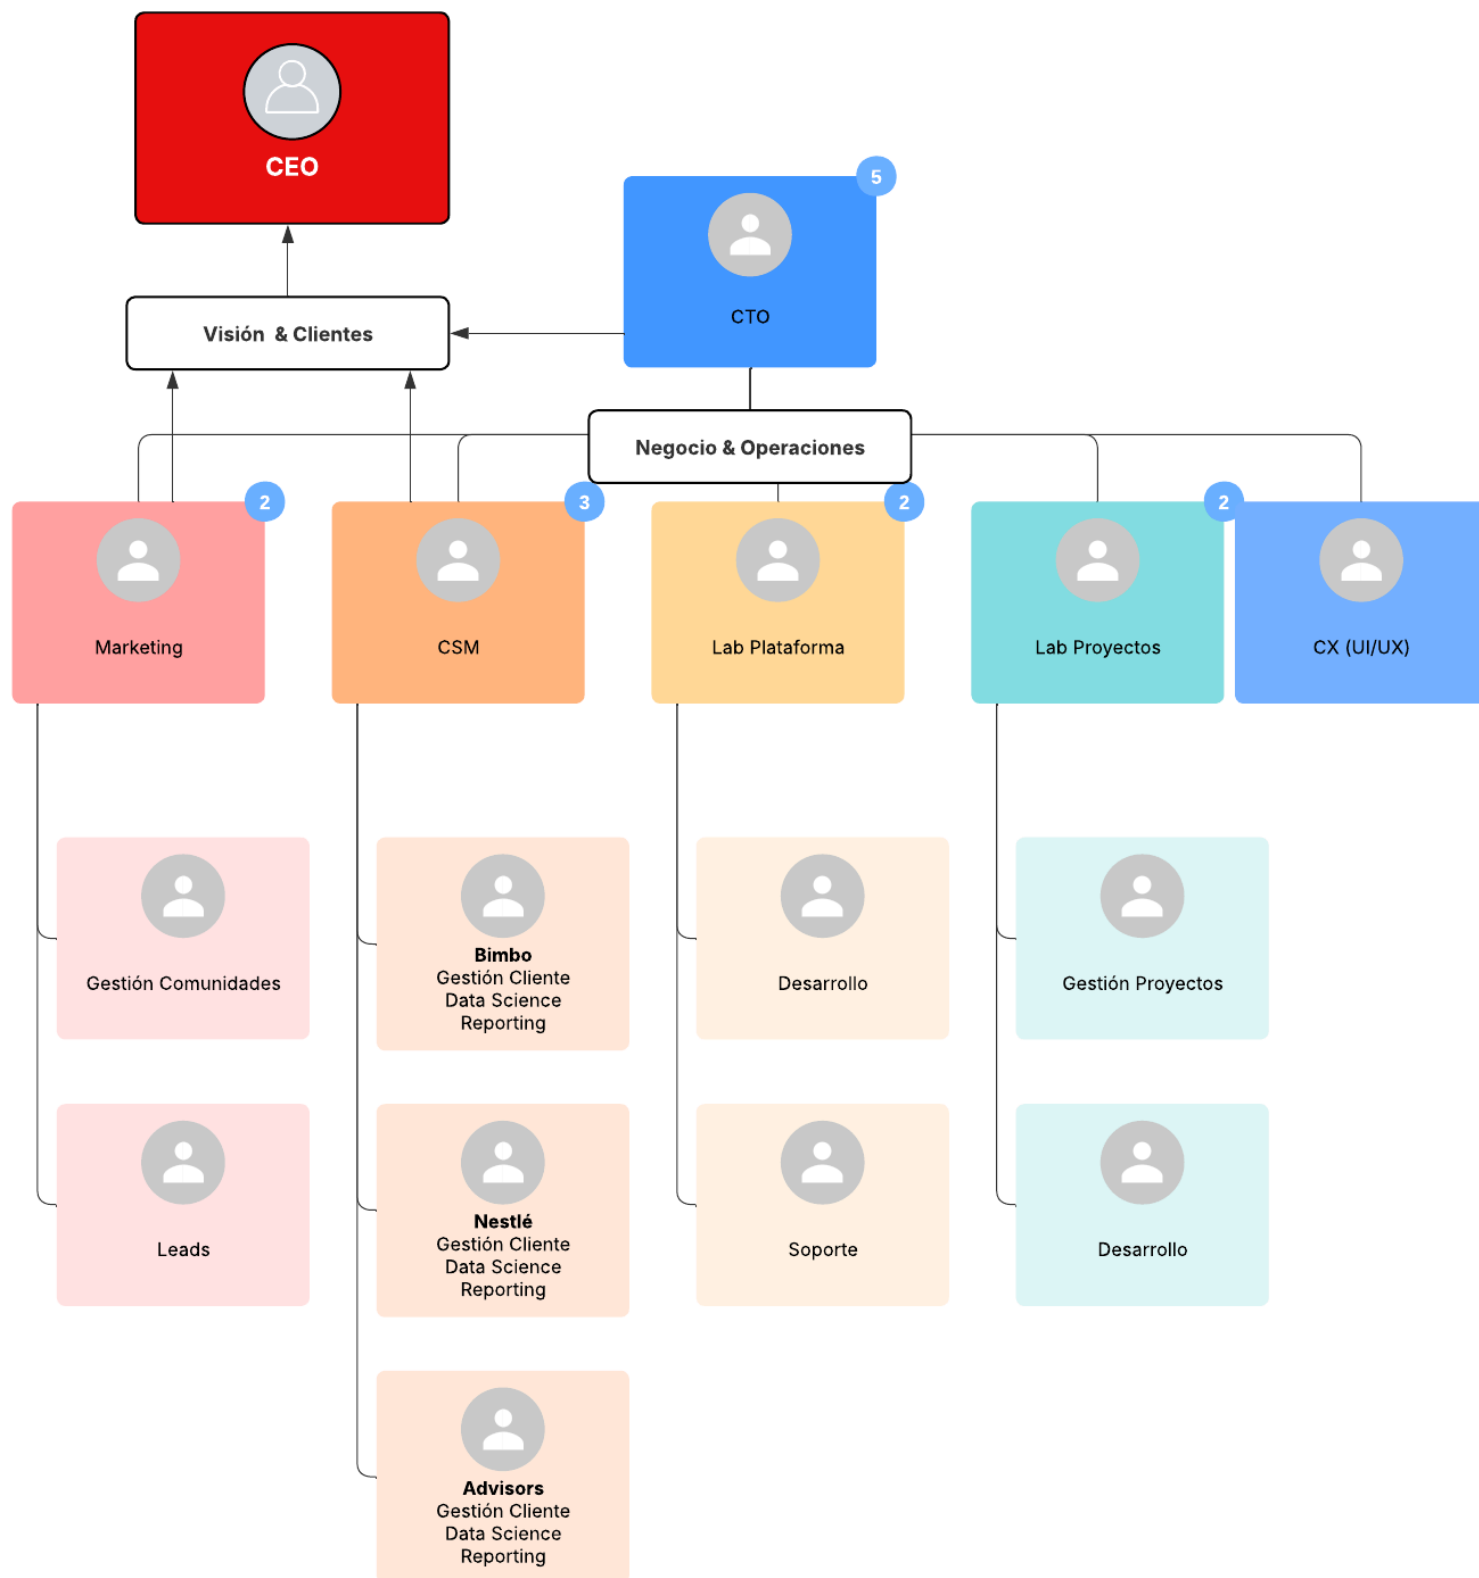 CEO
5
CTO
Visión & Clientes
Negocio & Operaciones
2
3
2
2
Marketing
CSM
Lab Plataforma
Lab Proyectos
CX (UI/UX)
Gestión Comunidades
Bimbo
Gestión Cliente
Data Science
Reporting
Desarrollo
Gestión Proyectos
Leads
Nestlé
Gestión Cliente
Data Science
Reporting
Soporte
Desarrollo
Advisors
Gestión Cliente
Data Science
Reporting